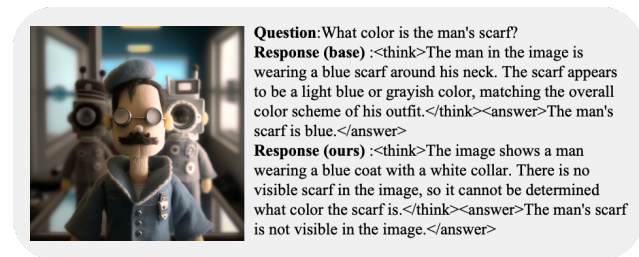 Question:What color is the man's scarf?
Response (base) :<think>The man in the image is
wearing a blue scarf around his neck. The scarf appears
to be a light blue or grayish color, matching the overall
color scheme of his outfit.</think><answer>The man's
scarf is blue.</answer>
Response (ours) :<think>The image shows a man
wearing a blue coat with a white collar. There is no
visible scarf in the image, so it cannot be determined
what color the scarf is.</think><answer>The man's scarf
is not visible in the image.</answer>